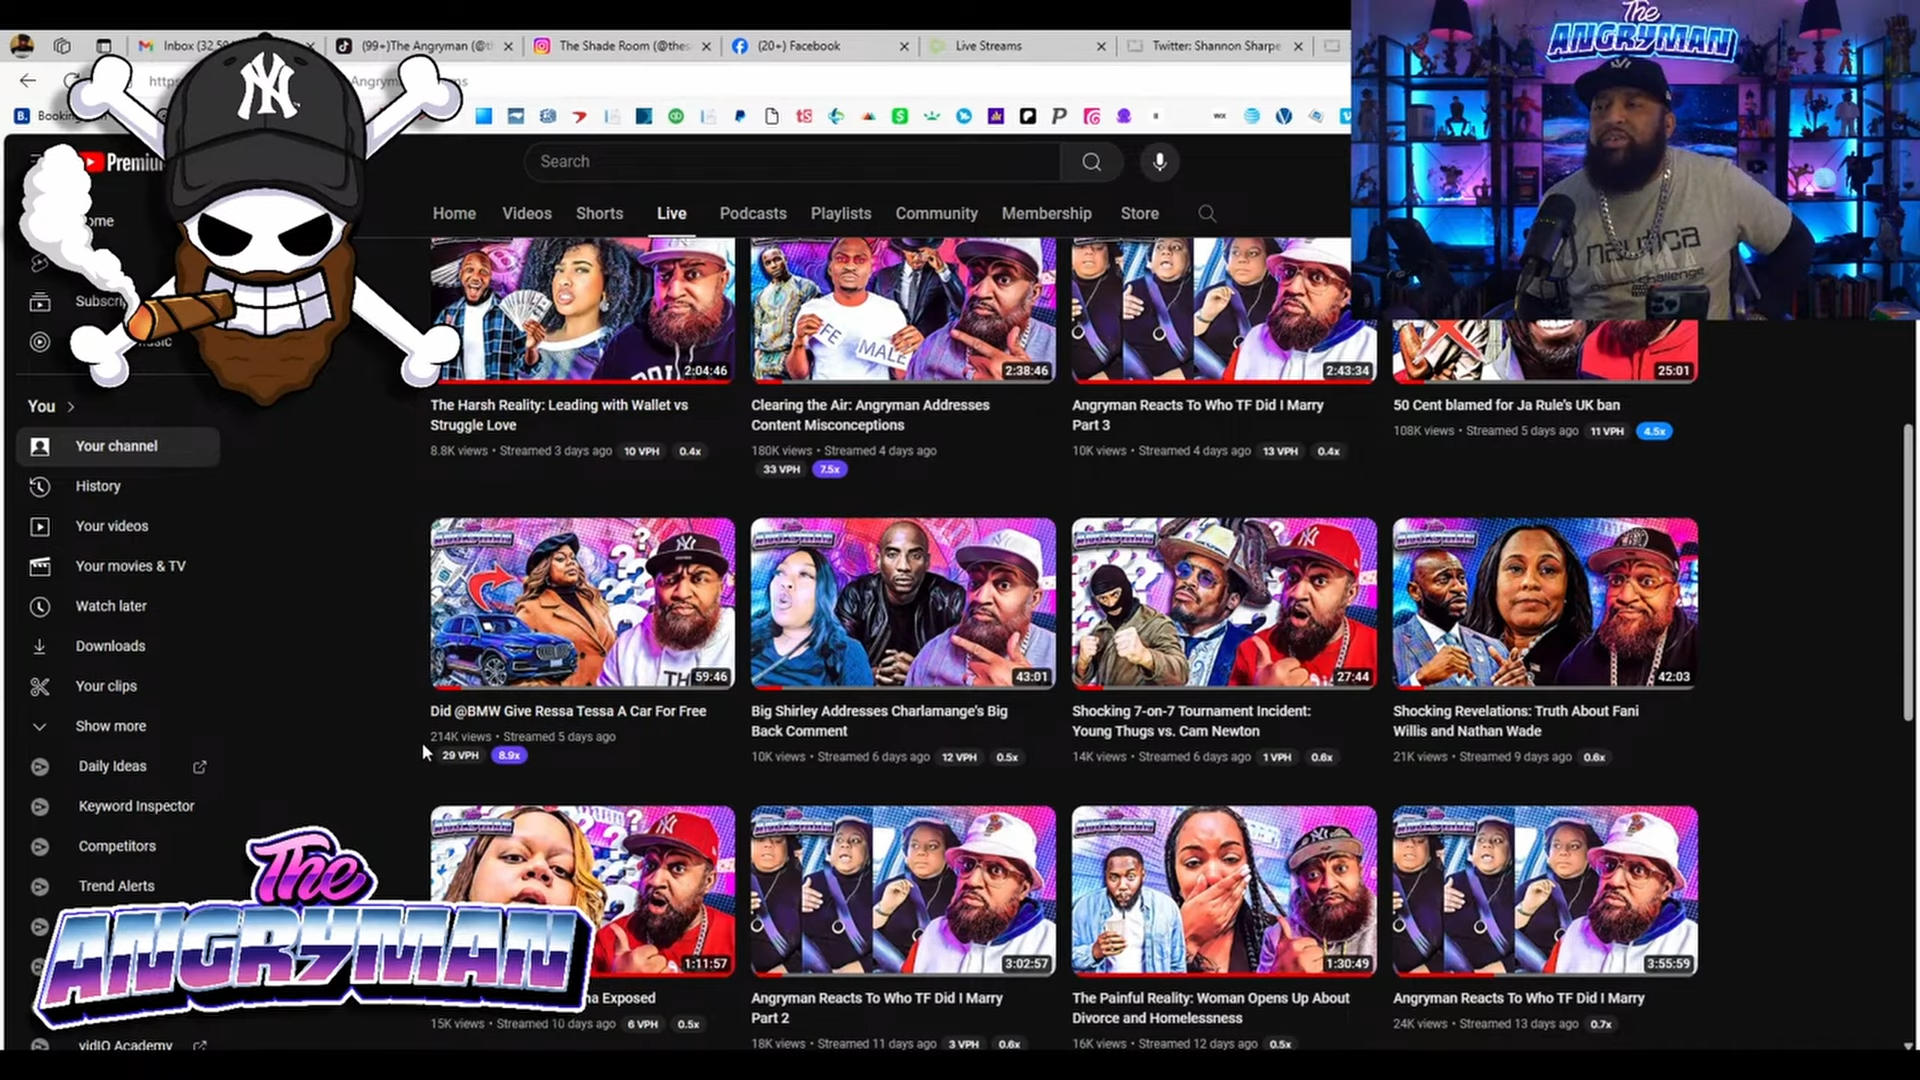 Inbox (32,59
(99+)The Angryman (@t
The Shade Room (@thes
(20+) Facebook
Live Streams
Twitter: Shannon Sharpe
The
ANGRYMAN
Booking
NY
Premium
Search
Home
Videos
Shorts
Live
Podcasts
Playlists
Community
Membership
Store
nautica
challenge
You
Your channel
History
Your videos
Your movies & TV
Watch later
Downloads
Your clips
Show more
Daily Ideas
Keyword Inspector
Competitors
Trend Alerts
vidIQ Academy
FE MALE
2:04:46
2:38:46
2:43:34
25:01
The Harsh Reality: Leading with Wallet vs
Struggle Love
8.8K views • Streamed 3 days ago 10 VPH 0.4x
Clearing the Air: Angryman Addresses
Content Misconceptions
180K views • Streamed 4 days ago
33 VPH 7.5x
Angryman Reacts To Who TF Did I Marry
Part 3
10K views • Streamed 4 days ago 13 VPH 0.4x
50 Cent blamed for Ja Rule's UK ban
108K views • Streamed 5 days ago 11 VPH 4.5x
59:46
43:01
27:44
42:03
Did @BMW Give Ressa Tessa A Car For Free
214K views • Streamed 5 days ago
29 VPH 8.9x
Big Shirley Addresses Charlamange's Big
Back Comment
10K views • Streamed 6 days ago 12 VPH 0.5x
Shocking 7-on-7 Tournament Incident:
Young Thugs vs. Cam Newton
14K views • Streamed 6 days ago 1 VPH 0.6x
Shocking Revelations: Truth About Fani
Willis and Nathan Wade
21K views • Streamed 9 days ago 0.6x
1:11:57
3:02:57
1:30:49
3:55:59
na Exposed
15K views • Streamed 10 days ago 6 VPH 0.5x
Angryman Reacts To Who TF Did I Marry
Part 2
18K views • Streamed 11 days ago 3 VPH 0.6x
The Painful Reality: Woman Opens Up About
Divorce and Homelessness
16K views • Streamed 12 days ago 0.5x
Angryman Reacts To Who TF Did I Marry
24K views • Streamed 13 days ago 0.7x
The
ANGRYMAN